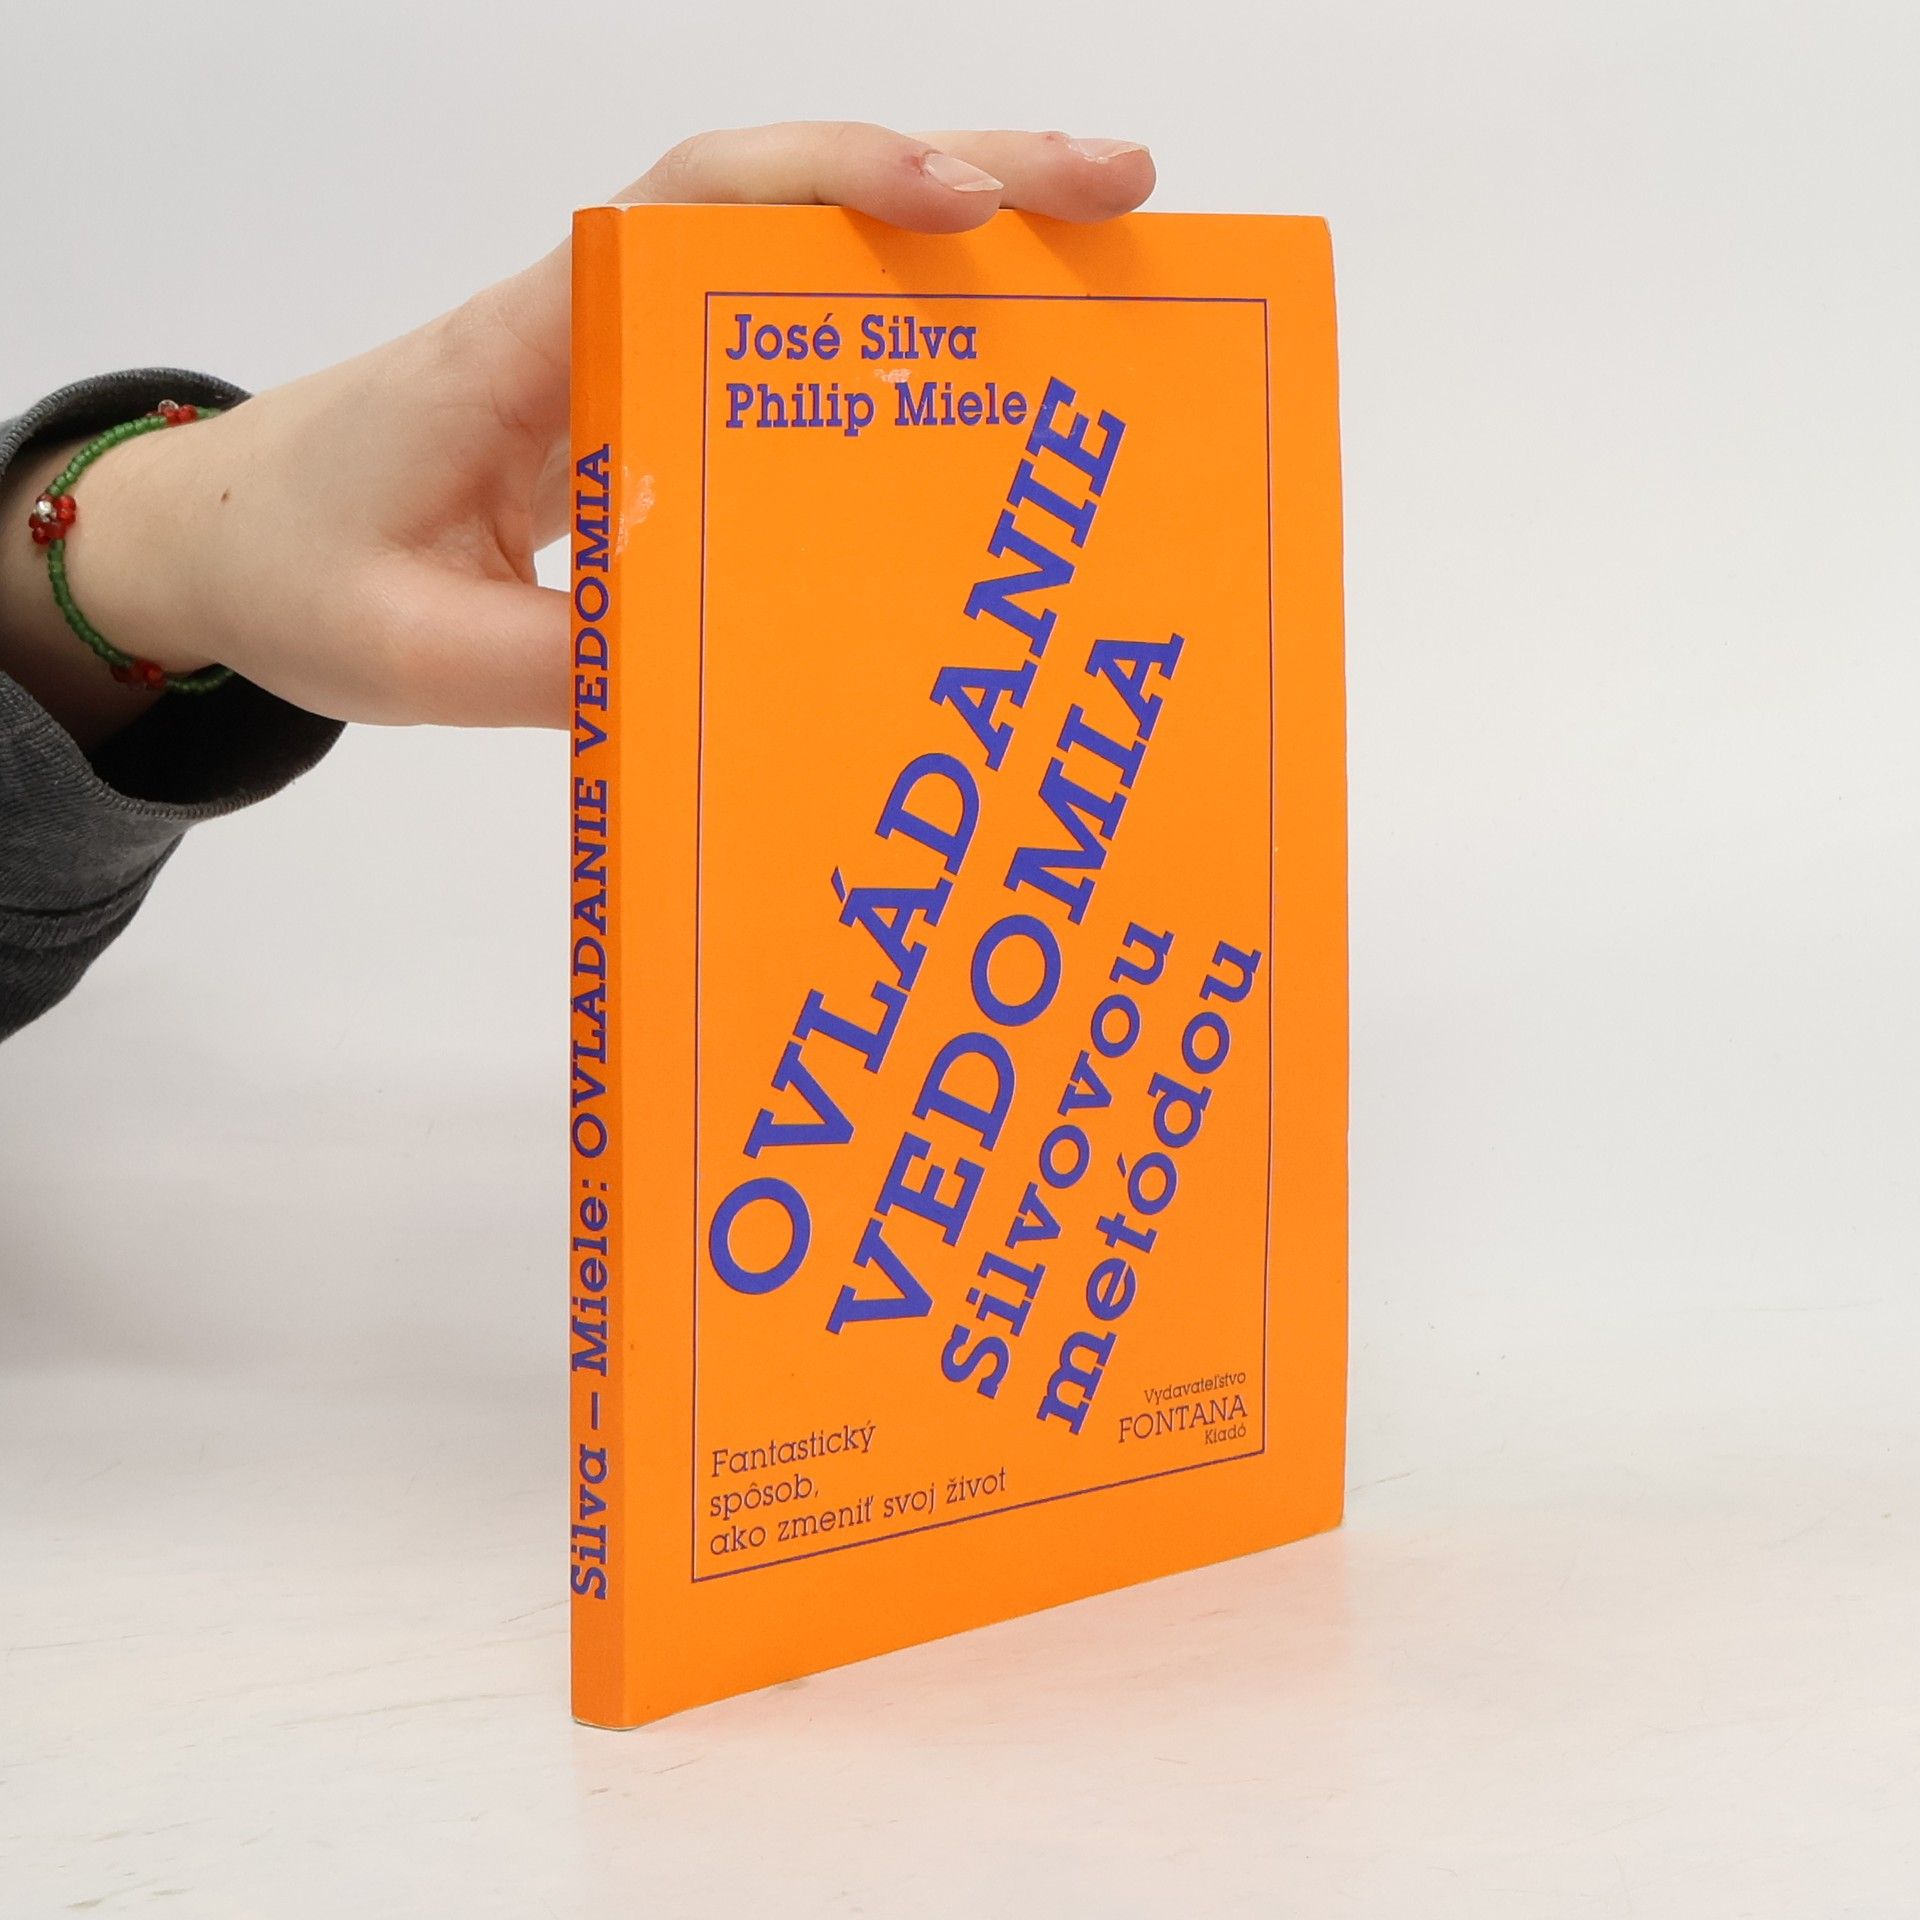 José Silva
Philip Miele
OVLÁDANIE
VEDOMIA
Silvovou
metódou
Fantastický
spôsob,
ako zmeniť svoj život
Vydavateľstvo
FONTANA
Kiadó
Silva – Miele: OVLÁDANIE VEDOMIA